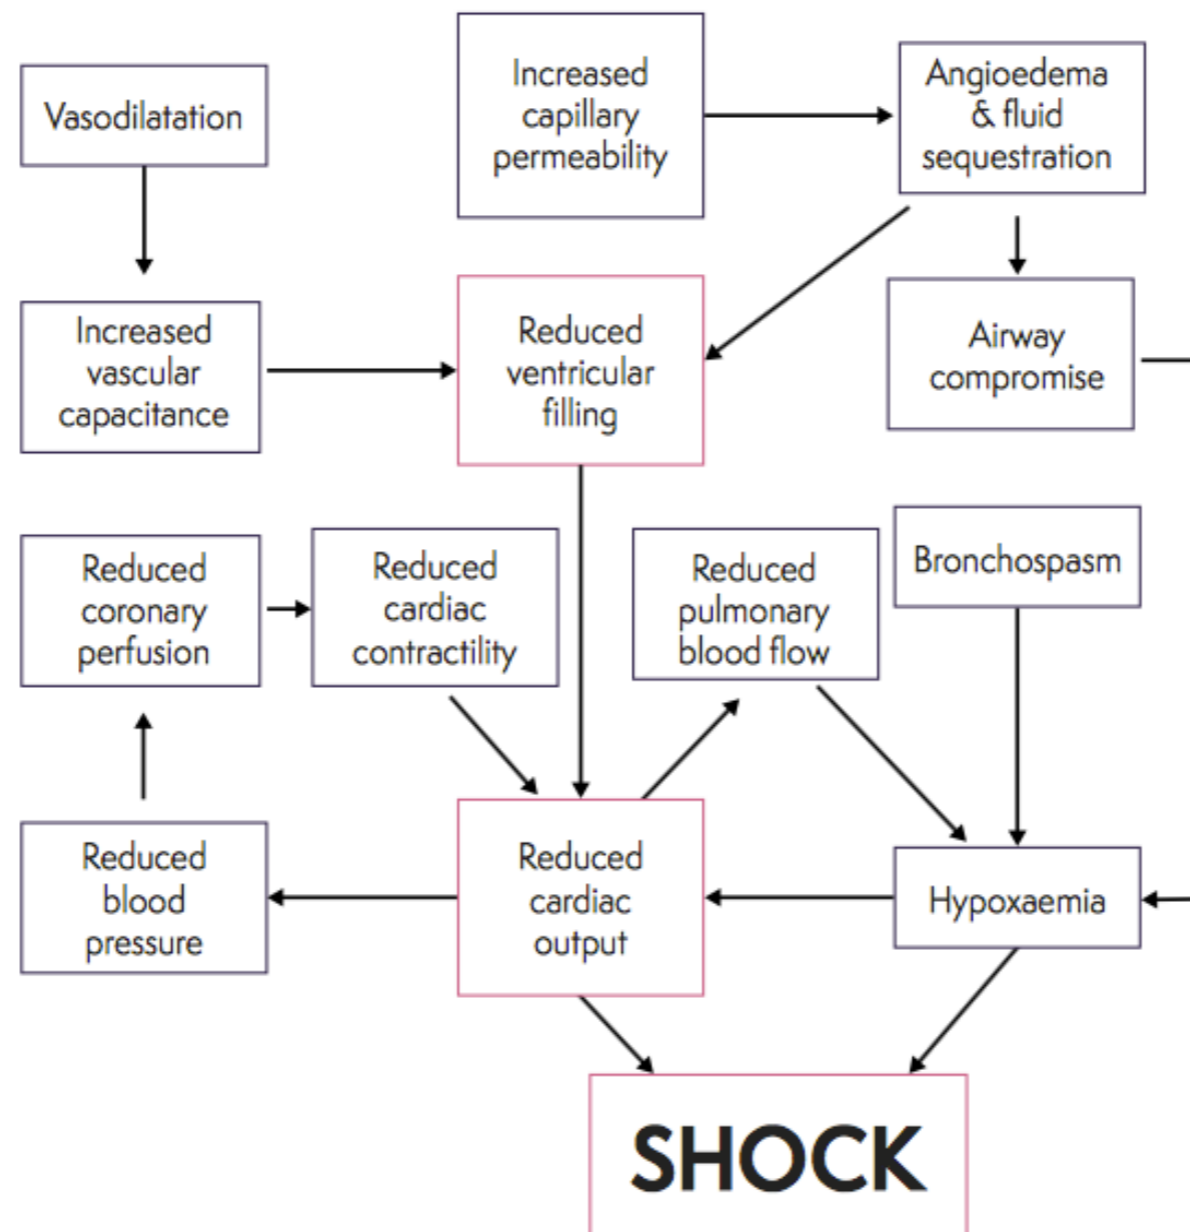 Vasodilatation
Increased
capillary
permeability
Angioedema
& fluid
sequestration
Increased
vascular
capacitance
Reduced
ventricular
filling
Airway
compromise
Reduced
coronary
perfusion
Reduced
cardiac
contractility
Reduced
pulmonary
blood flow
Bronchospasm
Reduced
blood
pressure
Reduced
cardiac
output
Hypoxaemia
SHOCK